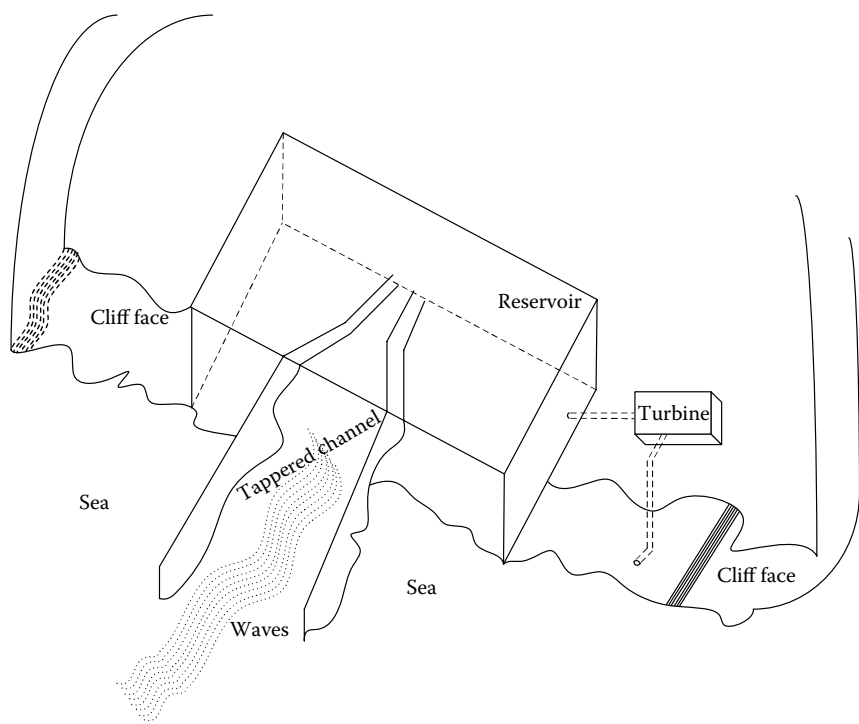 Reservoir
Cliff face
Turbine
Tappered channel
Sea
Cliff face
Sea
Waves